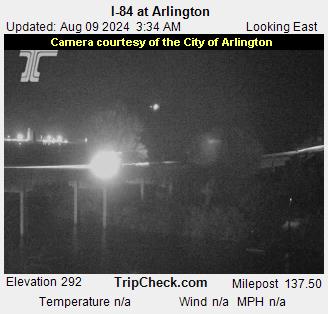 I-84 at Arlington
Updated: Aug 09 2024 3:34 AM Looking East
Camera courtesy of the City of Arlington
Elevation 292 TripCheck.com Milepost 137.50
Temperature n/a Wind n/a MPH n/a